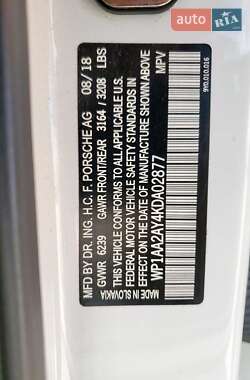 auto RIA
MFD BY DR. ING. H.C. F. PORSCHE AG 08/18
GVWR 6239 GAWR FRONT/REAR 3164/3208 LBS
THIS VEHICLE CONFORMS TO ALL APPLICABLE U.S.
FEDERAL MOTOR VEHICLE SAFETY STANDARDS
IN EFFECT ON THE DATE OF MANUFACTURE SHOWN ABOVE
WP1AA2AY4KDA02877 MPV
MADE IN SLOVAKIA
9Y0.010.016